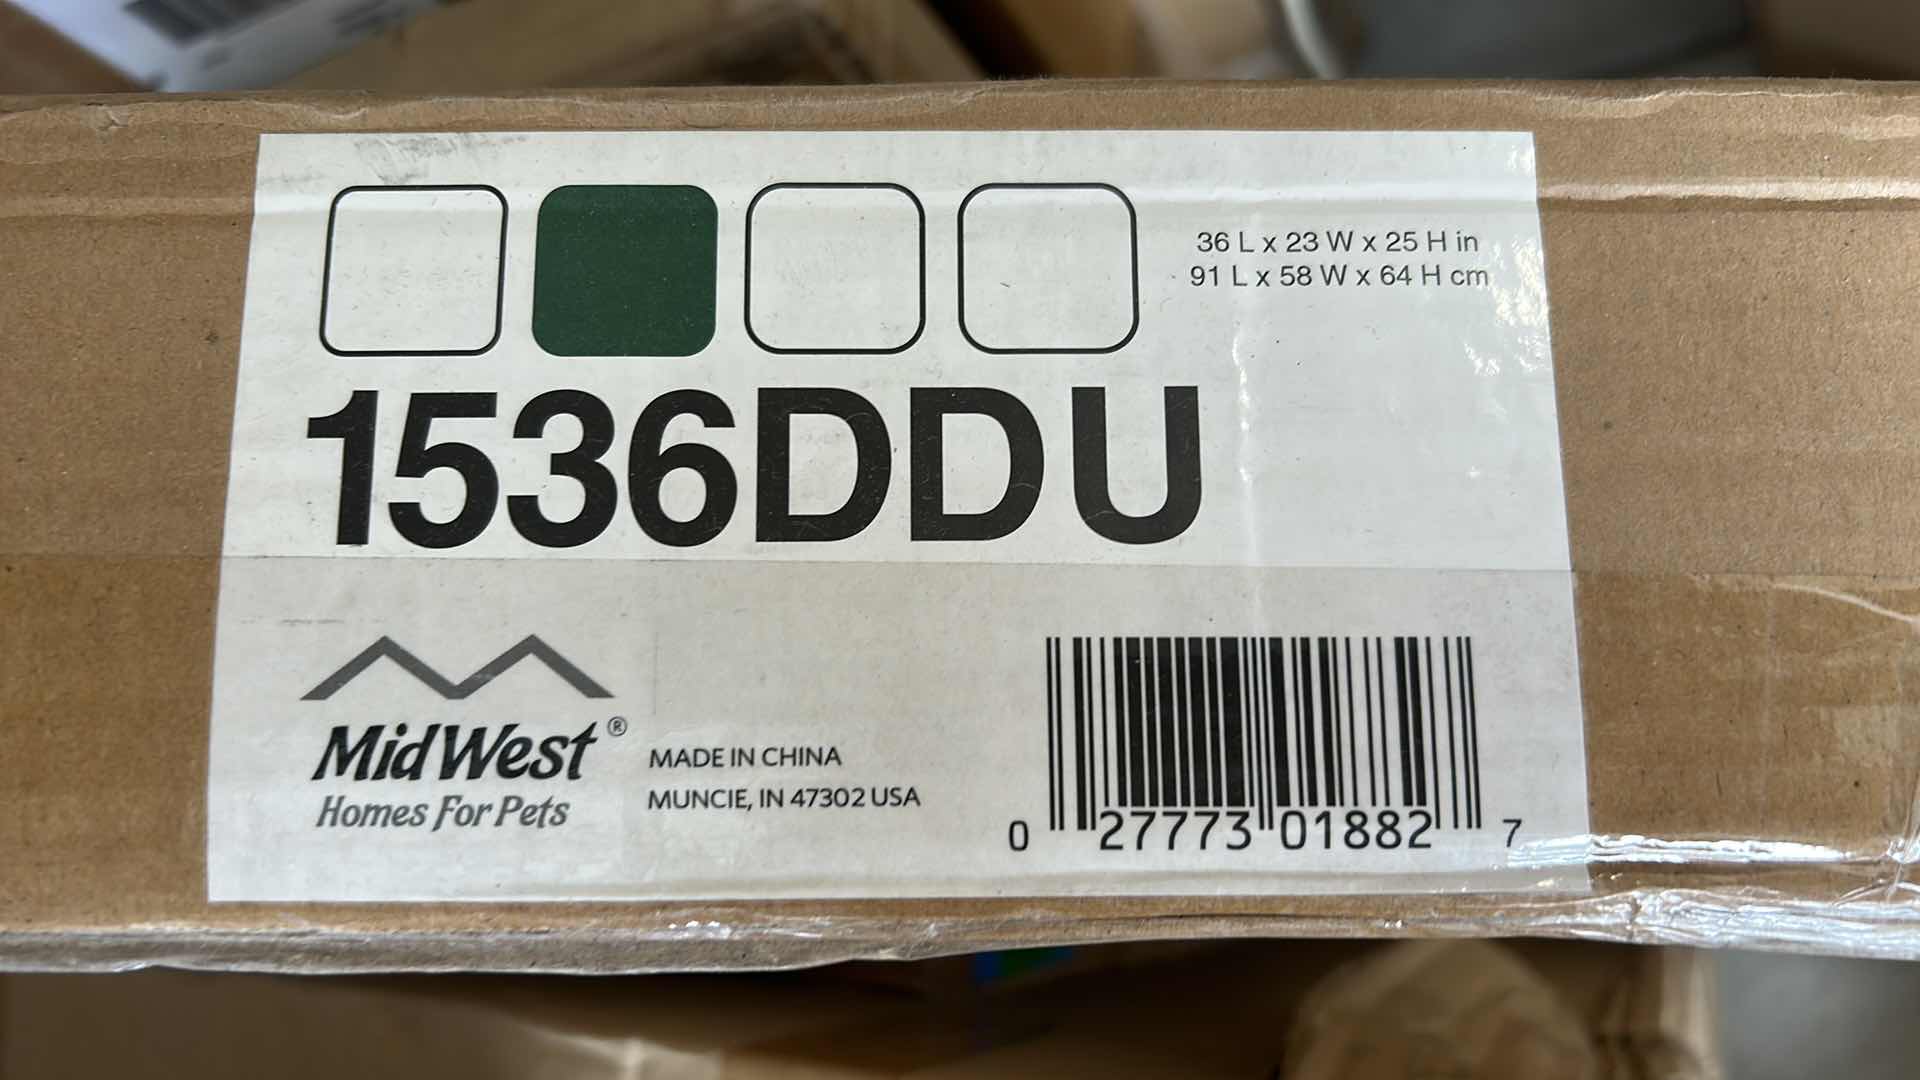 36 L x 23 W x 25 H in
91 L x 58 W x 64 H cm
1536DDU
MidWest®
Homes For Pets
MADE IN CHINA
MUNCIE, IN 47302 USA
0 27773 01882 7